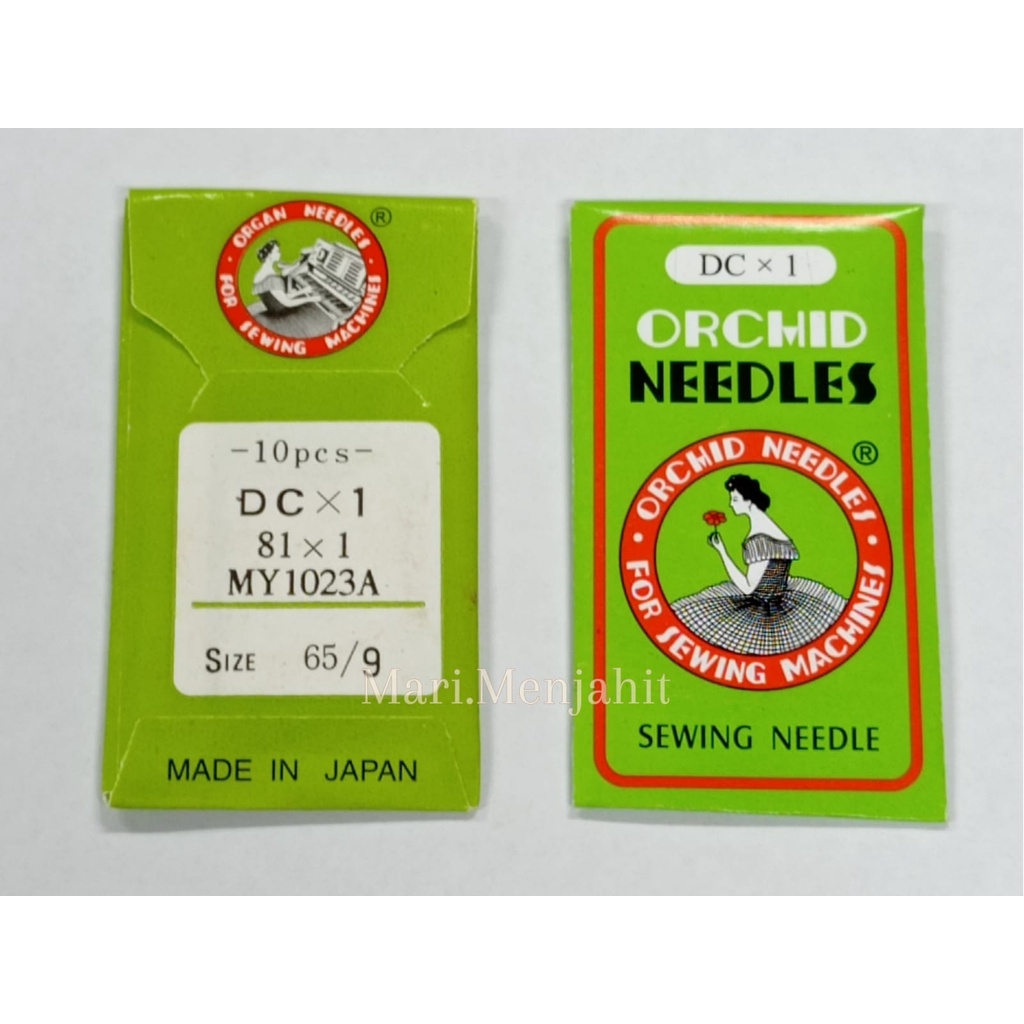 ORGAN NEEDLES
®
· FOR SEWING MACHINES ·
-10pcs-
DC×1
81×1
MY1023A
SIZE 65/9
MADE IN JAPAN
DC × 1
ORCHID
NEEDLES
®
ORCHID NEEDLES
· FOR SEWING MACHINES ·
SEWING NEEDLE
Mari.Menjahit